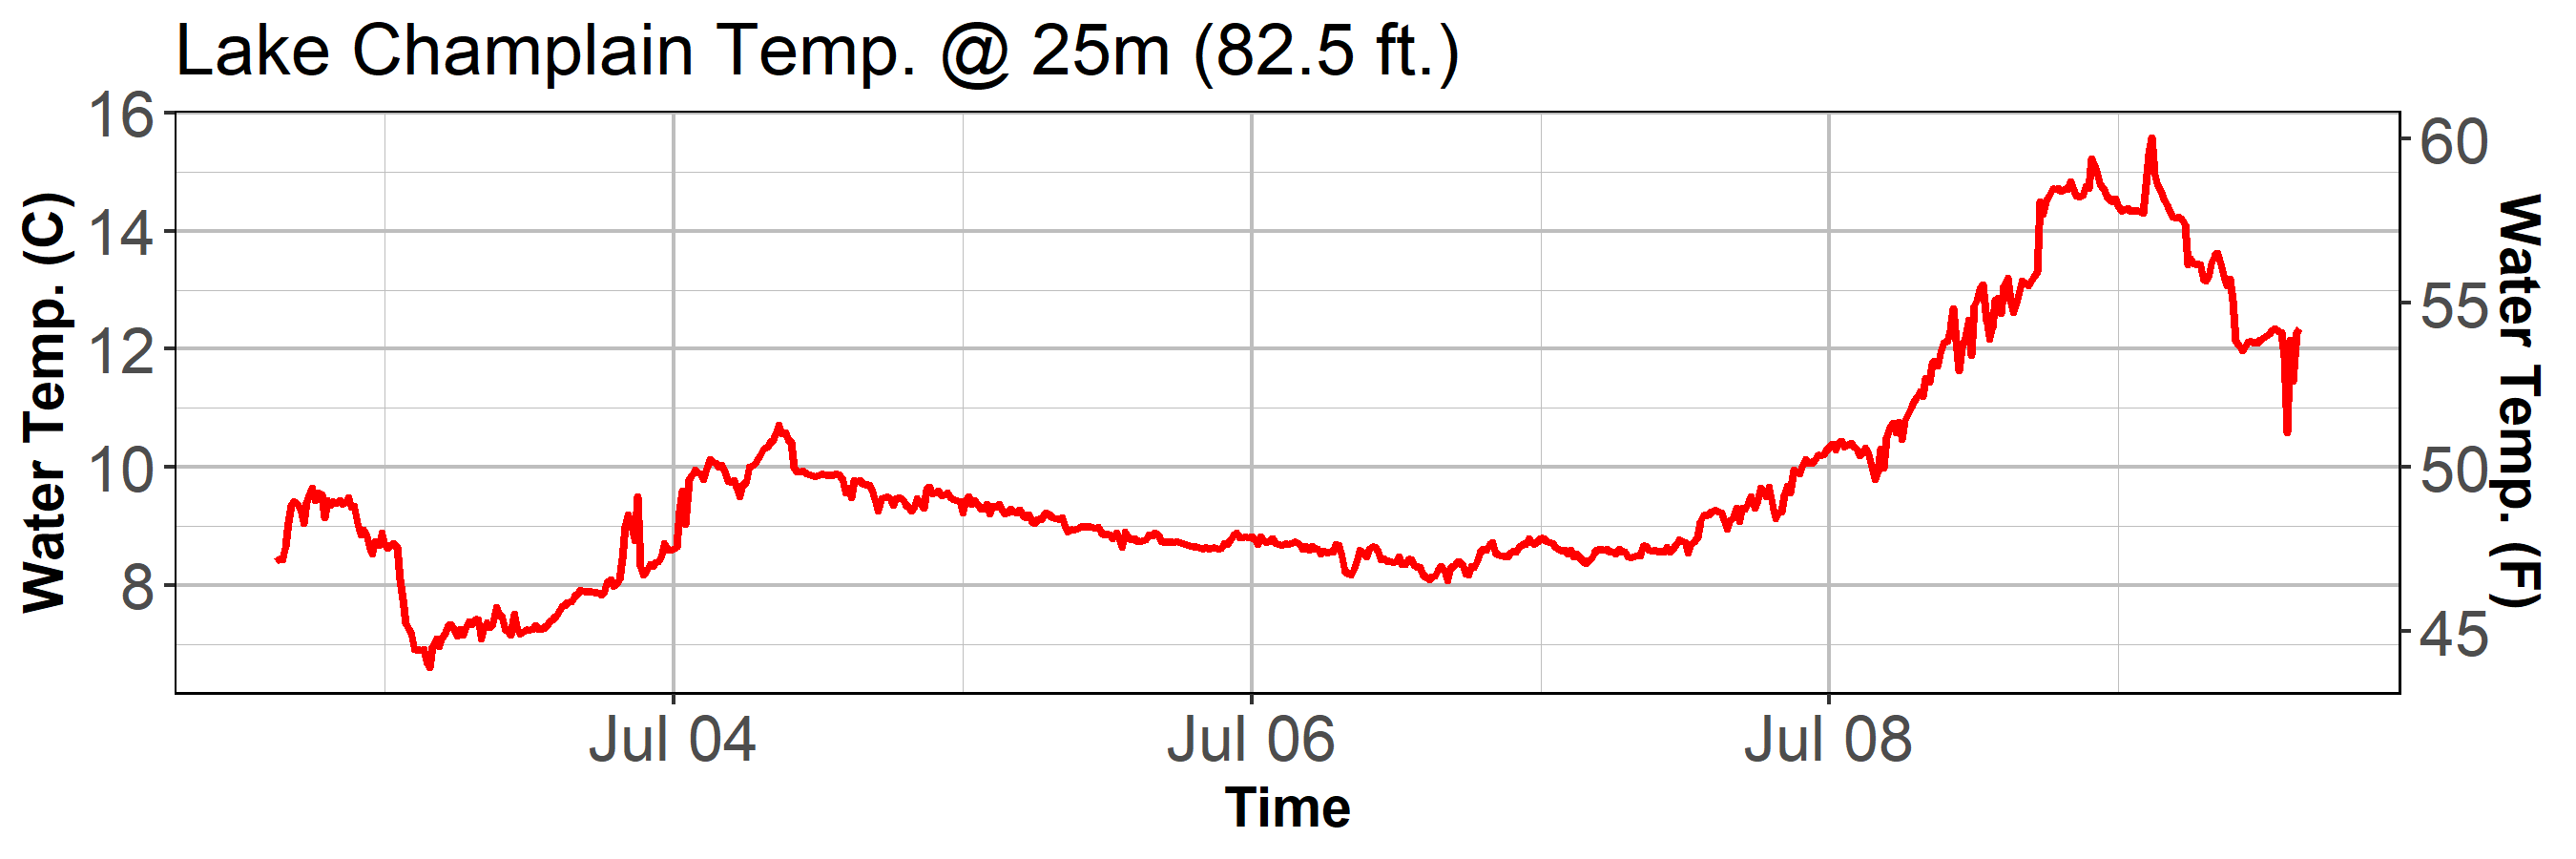 Lake Champlain Temp. @ 25m (82.5 ft.)
16
14
12
10
8
Water Temp. (C)
60
55
50
45
Water Temp. (F)
Jul 04 Jul 06 Jul 08
Time